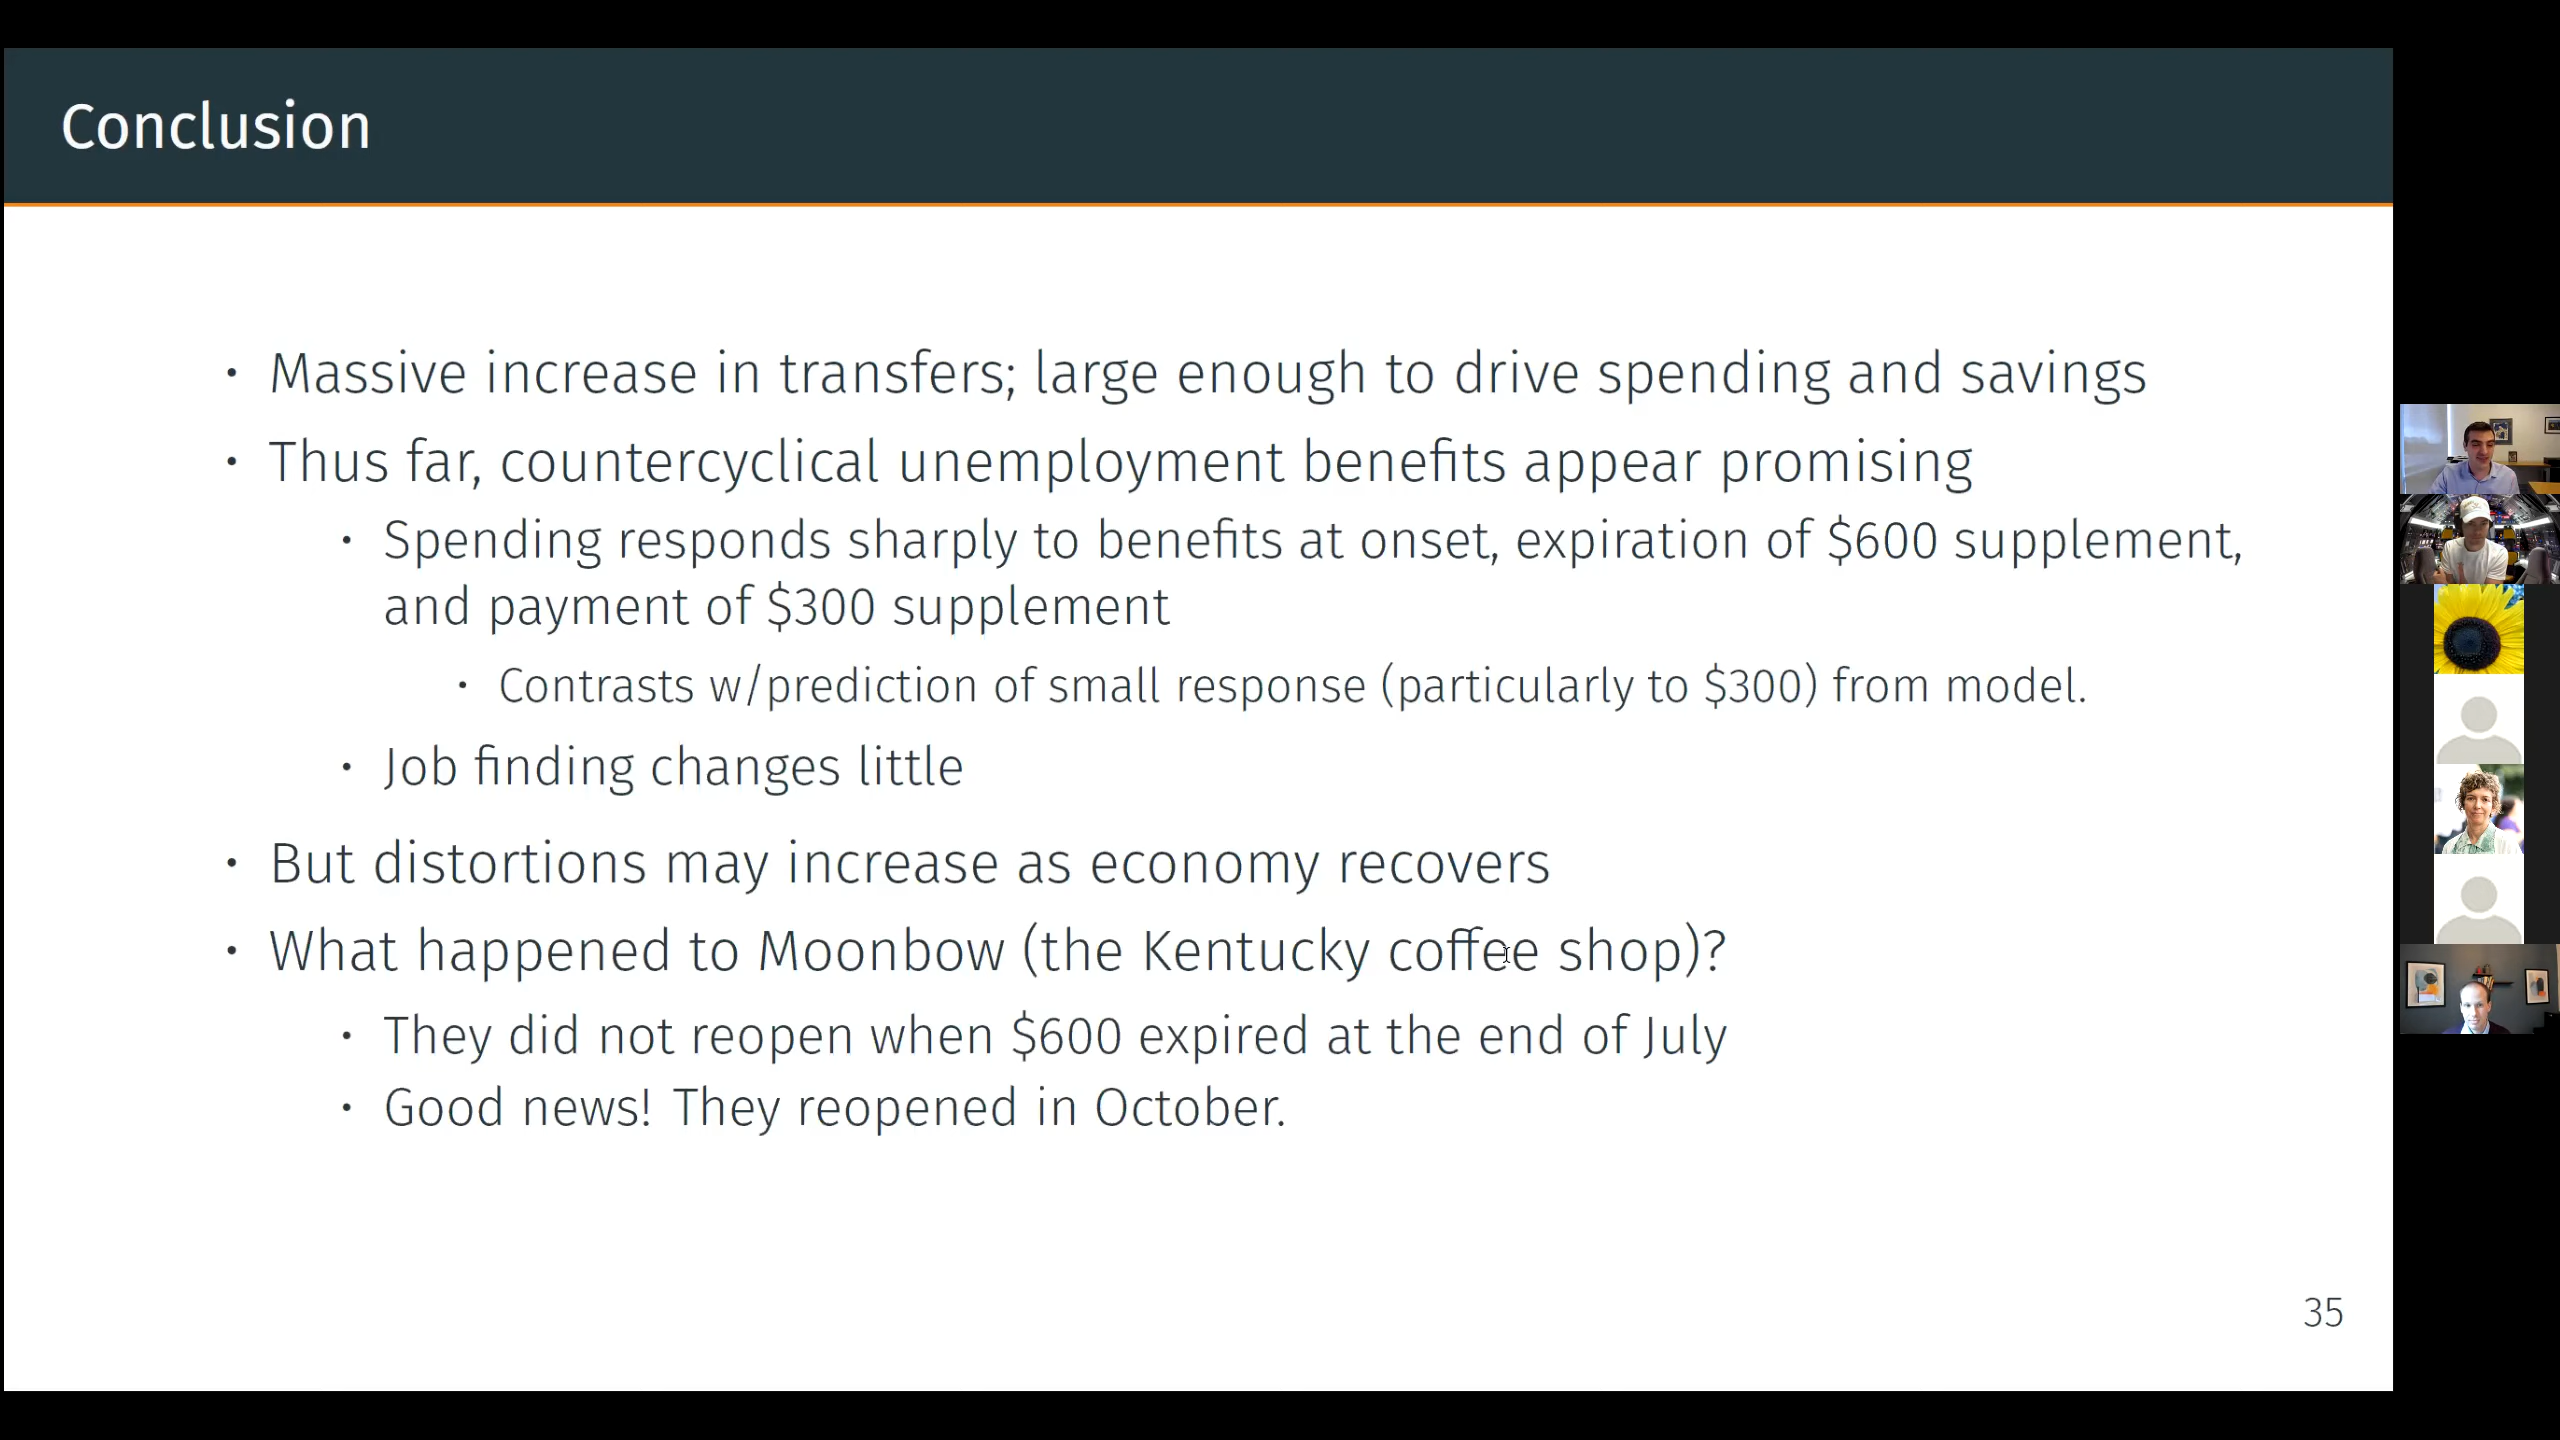 Conclusion
• Massive increase in transfers; large enough to drive spending and savings
• Thus far, countercyclical unemployment benefits appear promising
• Spending responds sharply to benefits at onset, expiration of $600 supplement,
and payment of $300 supplement
• Contrasts w/prediction of small response (particularly to $300) from model.
• Job finding changes little
• But distortions may increase as economy recovers
• What happened to Moonbow (the Kentucky coffee shop)?
• They did not reopen when $600 expired at the end of July
• Good news! They reopened in October.
35